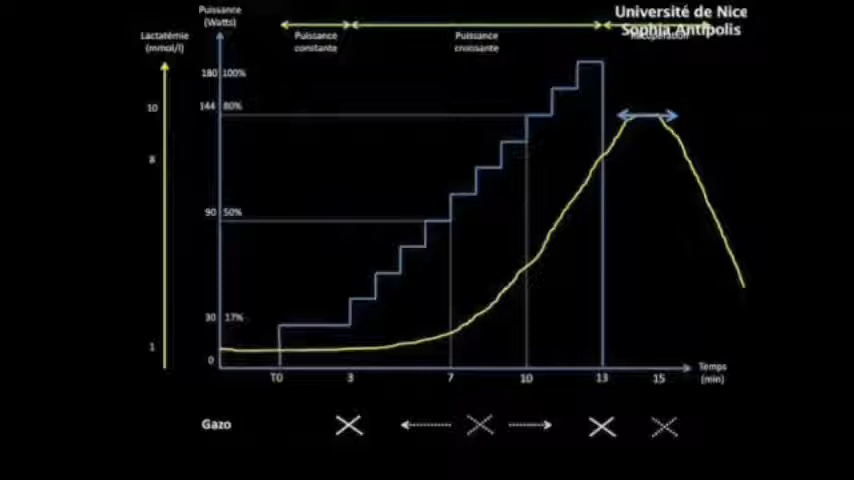 Puissance
(Watts)
Université de Nice
Sophia Antipolis
Lactatémie
(mmol/l)
Puissance
constante
Puissance
croissante
Récupération
180 100%
10
144 80%
8
90 50%
30 17%
1
0
T0 3 7 10 13 15
Temps
(min)
Gazo